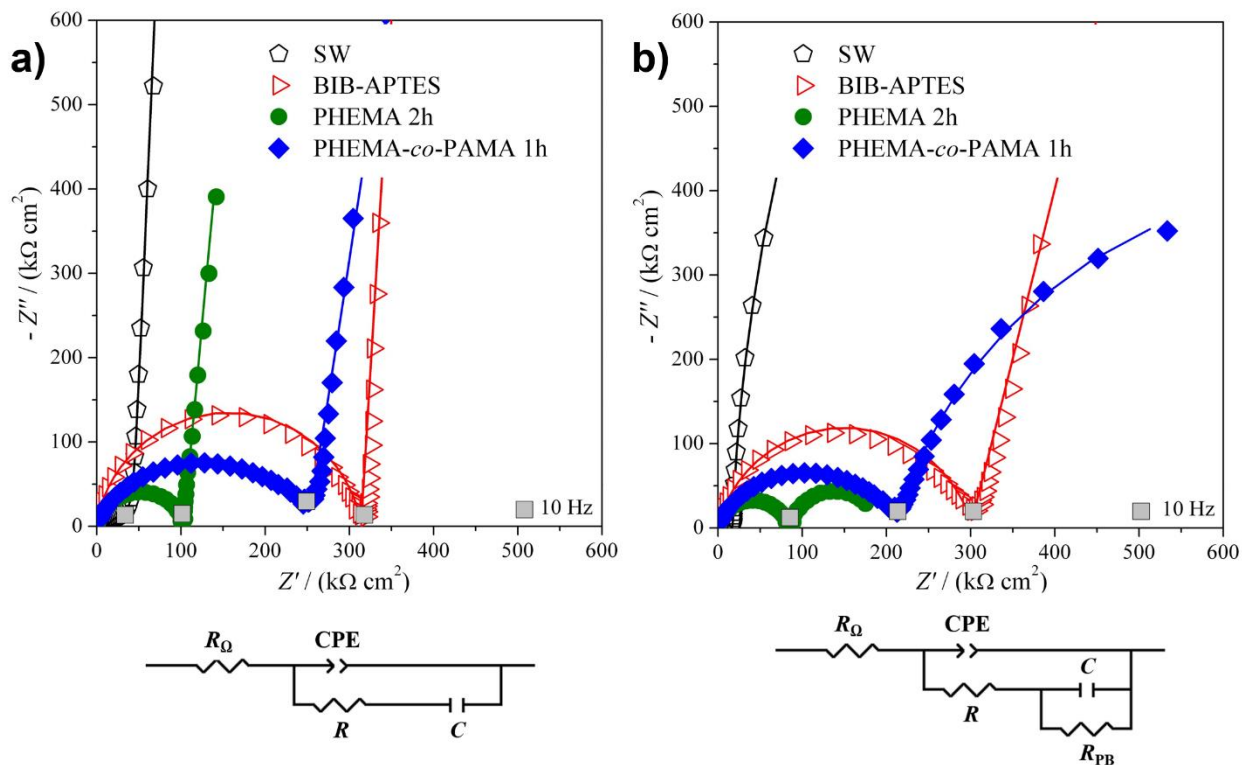 a)
600
500
400
300
200
100
0
- Z'' / (kΩ cm²)
SW
BIB-APTES
PHEMA 2h
PHEMA-co-PAMA 1h
10 Hz
0 100 200 300 400 500 600
Z' / (kΩ cm²)
R_Ω
CPE
R
C
b)
600
500
400
300
200
100
0
- Z'' / (kΩ cm²)
SW
BIB-APTES
PHEMA 2h
PHEMA-co-PAMA 1h
10 Hz
0 100 200 300 400 500 600
Z' / (kΩ cm²)
R_Ω
CPE
C
R
R_PB